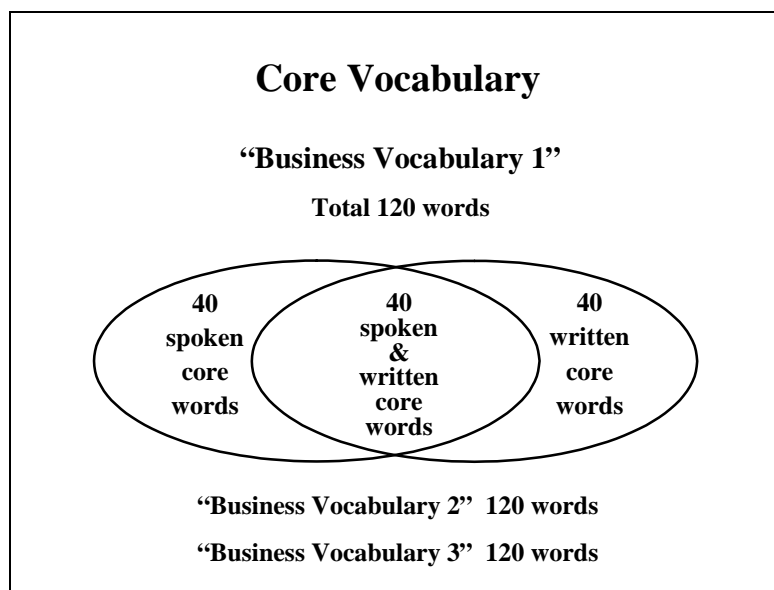 Core Vocabulary
“Business Vocabulary 1”
Total 120 words
40
spoken
core
words
40
spoken
&
written
core
words
40
written
core
words
“Business Vocabulary 2” 120 words
“Business Vocabulary 3” 120 words